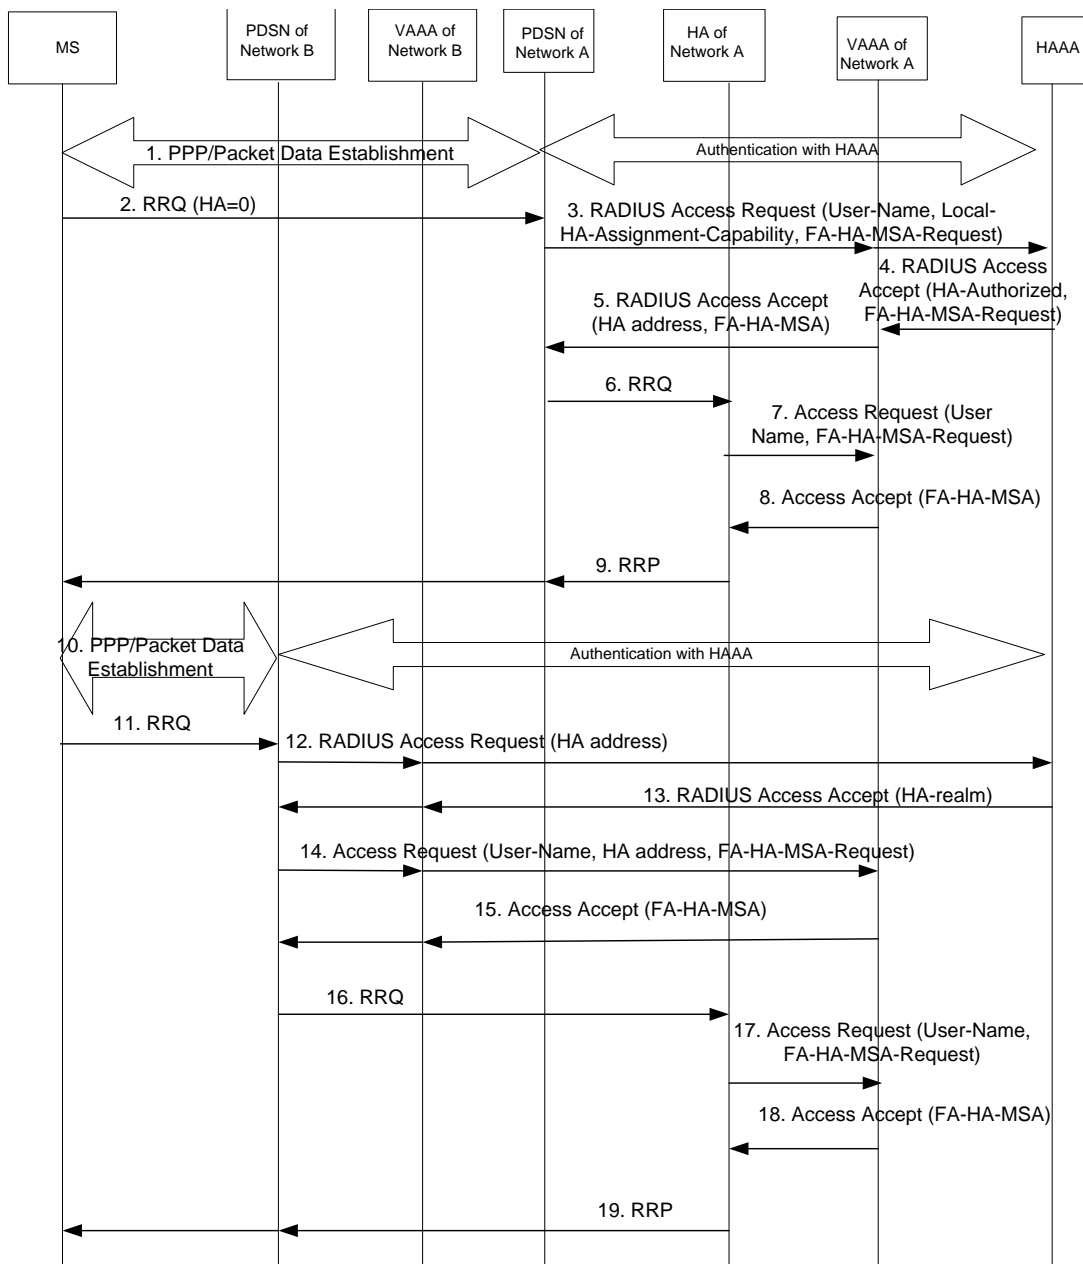 MS
PDSN of
Network B
VAAA of
Network B
PDSN of
Network A
HA of
Network A
VAAA of
Network A
HAAA
1. PPP/Packet Data Establishment
Authentication with HAAA
2. RRQ (HA=0)
3. RADIUS Access Request (User-Name, Local-
HA-Assignment-Capability, FA-HA-MSA-Request)
4. RADIUS Access
Accept (HA-Authorized,
FA-HA-MSA-Request)
5. RADIUS Access Accept
(HA address, FA-HA-MSA)
6. RRQ
7. Access Request (User
Name, FA-HA-MSA-Request)
8. Access Accept (FA-HA-MSA)
9. RRP
10. PPP/Packet Data
Establishment
Authentication with HAAA
11. RRQ
12. RADIUS Access Request (HA address)
13. RADIUS Access Accept (HA-realm)
14. Access Request (User-Name, HA address, FA-HA-MSA-Request)
15. Access Accept (FA-HA-MSA)
16. RRQ
17. Access Request (User-Name,
FA-HA-MSA-Request)
18. Access Accept (FA-HA-MSA)
19. RRP